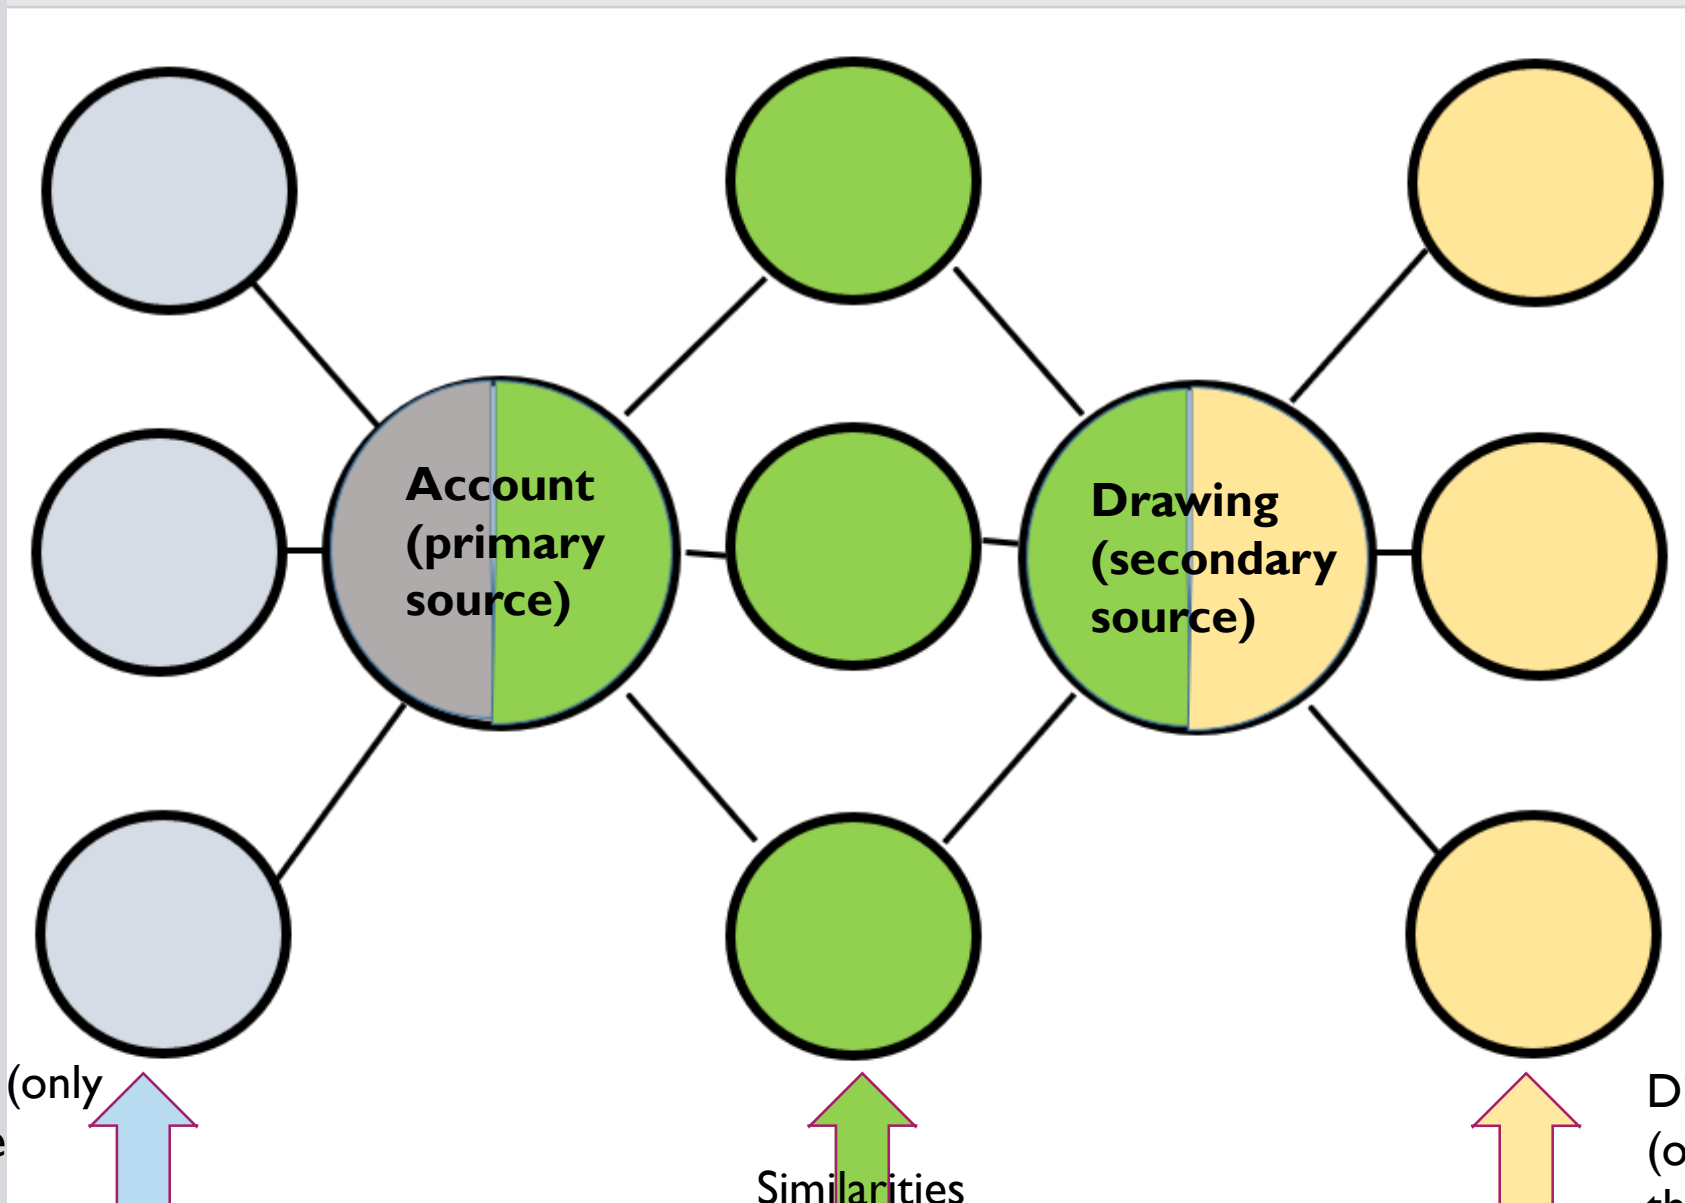 Account
(primary
source)
Drawing
(secondary
source)
(only
Similarities